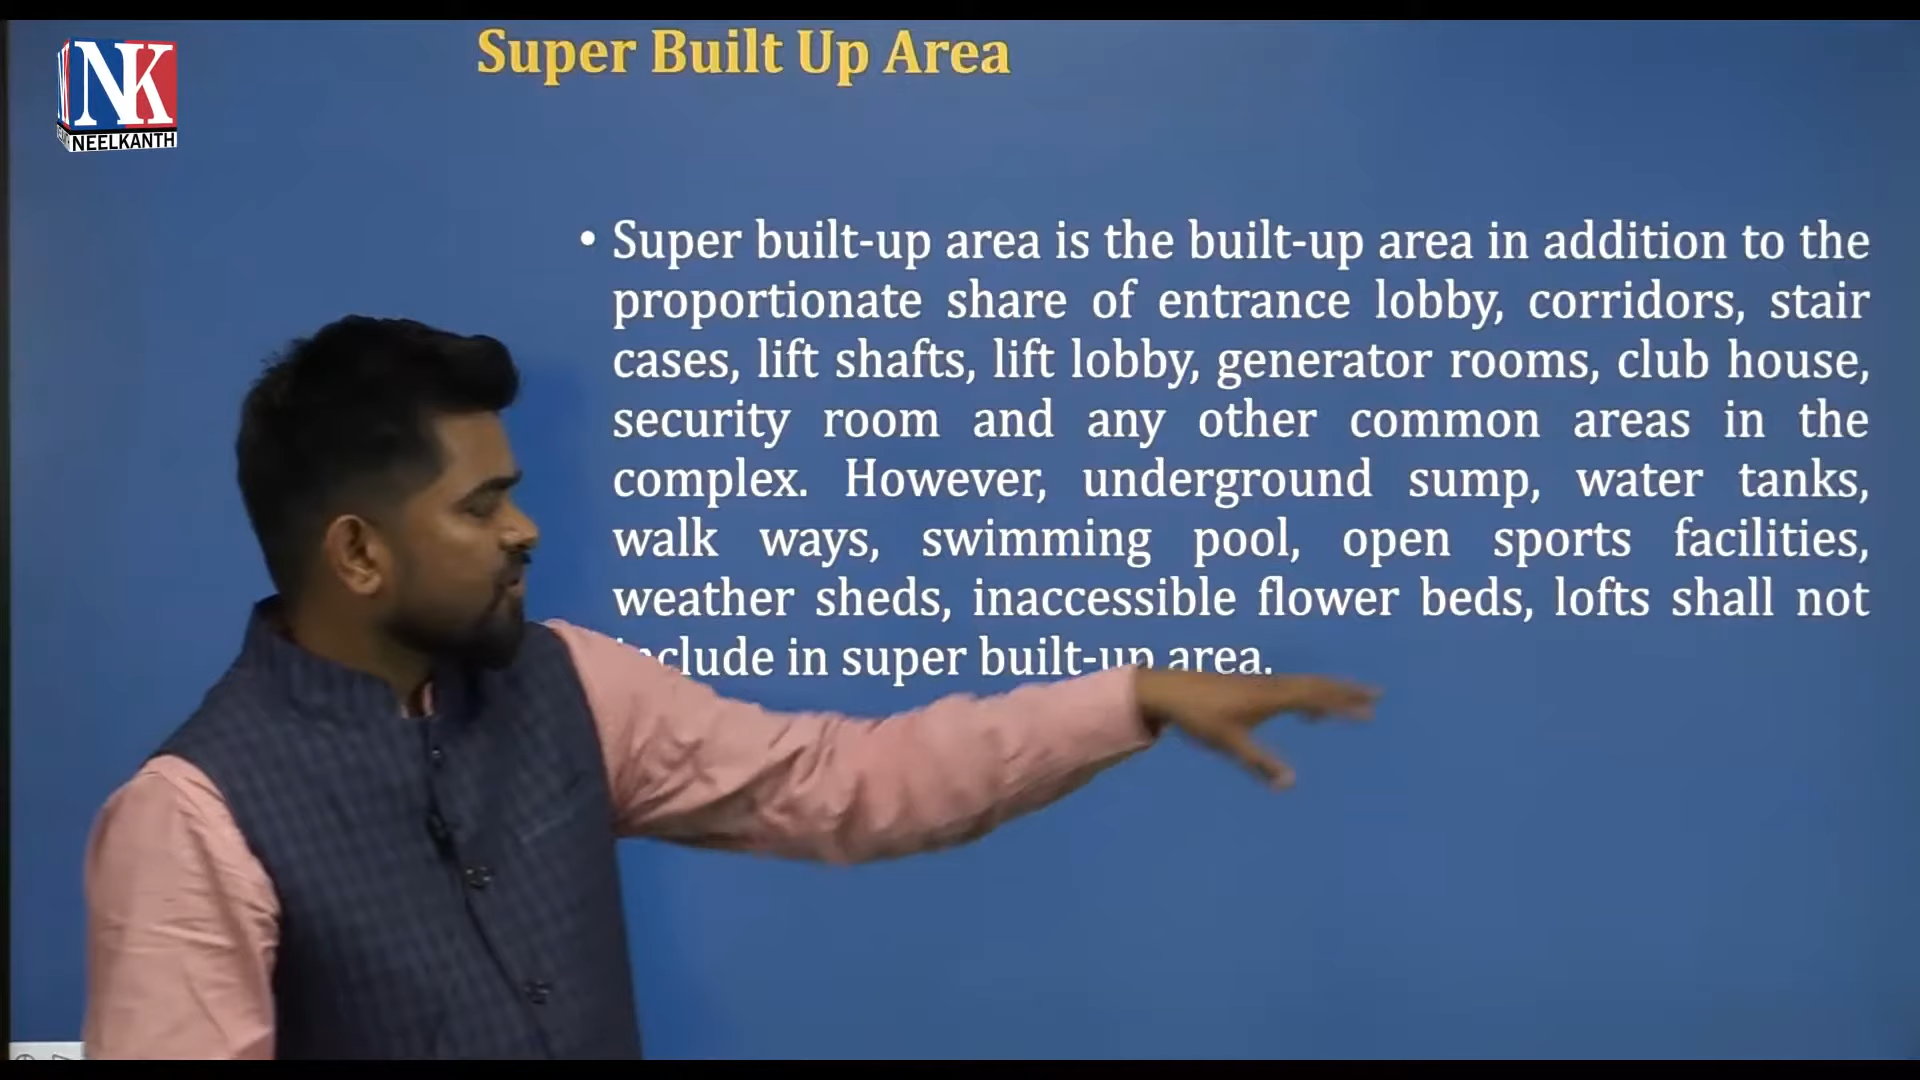 NK
NEELKANTH
Super Built Up Area
• Super built-up area is the built-up area in addition to the
proportionate share of entrance lobby, corridors, stair
cases, lift shafts, lift lobby, generator rooms, club house,
security room and any other common areas in the
complex. However, underground sump, water tanks,
walk ways, swimming pool, open sports facilities,
weather sheds, inaccessible flower beds, lofts shall not
include in super built-up area.